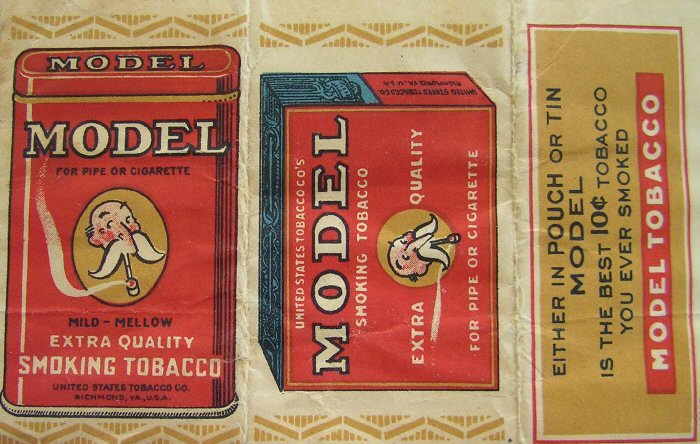 MODEL
MODEL
FOR PIPE OR CIGARETTE
MILD - MELLOW
EXTRA QUALITY
SMOKING TOBACCO
UNITED STATES TOBACCO CO.
RICHMOND, VA., U.S.A.
UNITED STATES TOBACCO CO
RICHMOND, VA. U.S.A.
UNITED STATES TOBACCO CO'S
MODEL
SMOKING TOBACCO
EXTRA QUALITY
FOR PIPE OR CIGARETTE
EITHER IN POUCH OR TIN
MODEL
IS THE BEST 10¢ TOBACCO
YOU EVER SMOKED
MODEL TOBACCO